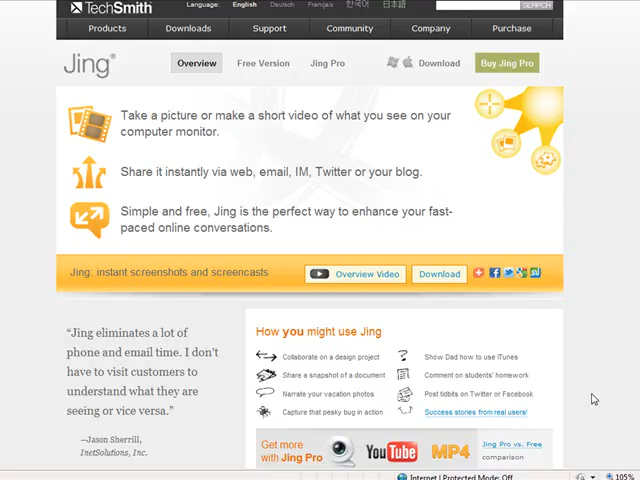 TechSmith
Language: English Deutsch Français 한국어 日本語 SEARCH
Products Downloads Support Community Company Purchase
Jing® Overview Free Version Jing Pro Download Buy Jing Pro
Take a picture or make a short video of what you see on your
computer monitor.
Share it instantly via web, email, IM, Twitter or your blog.
Simple and free, Jing is the perfect way to enhance your fast-
paced online conversations.
Jing: instant screenshots and screencasts Overview Video Download
“Jing eliminates a lot of
phone and email time. I don't
have to visit customers to
understand what they are
seeing or vice versa.”
—Jason Sherrill,
InetSolutions, Inc.
How you might use Jing
Collaborate on a design project
Share a snapshot of a document
Narrate your vacation photos
Capture that pesky bug in action
Show Dad how to use iTunes
Comment on students' homework
Post tidbits on Twitter or Facebook
Success stories from real users!
Get more
with Jing Pro
YouTube
MP4
Jing Pro vs. Free
comparison
Internet | Protected Mode: Off 105%